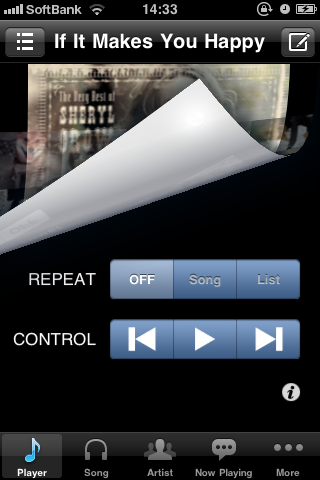 SoftBank 14:33
If It Makes You Happy
The Very Best of
SHERYL
REPEAT OFF Song List
CONTROL
Player Song Artist Now Playing More